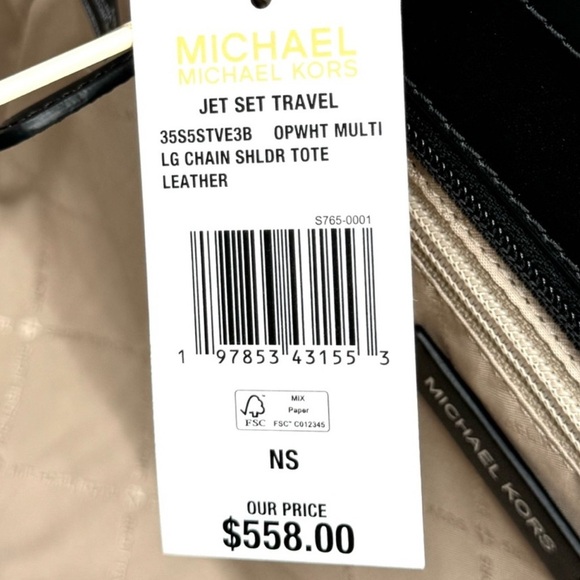 MICHAEL
MICHAEL KORS
JET SET TRAVEL
35S5STVE3B OPWHT MULTI
LG CHAIN SHLDR TOTE
LEATHER
S765-0001
1 97853 43155 3
MIX
Paper
FSC
FSC™ C012345
NS
OUR PRICE
$558.00
MICHAEL KORS